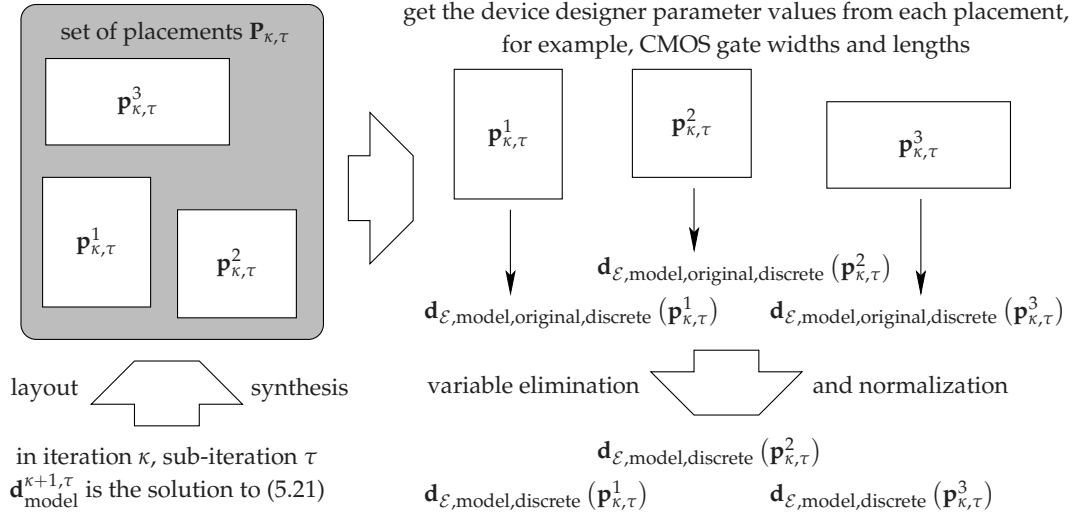 set of placements P_{κ,τ}
p^3_{κ,τ}
p^1_{κ,τ}
p^2_{κ,τ}
layout synthesis
in iteration κ, sub-iteration τ
d^{κ+1,τ}_{model} is the solution to (5.21)
get the device designer parameter values from each placement,
for example, CMOS gate widths and lengths
p^1_{κ,τ} p^2_{κ,τ} p^3_{κ,τ}
d_{ℰ,model,original,discrete} (p^2_{κ,τ})
d_{ℰ,model,original,discrete} (p^1_{κ,τ}) d_{ℰ,model,original,discrete} (p^3_{κ,τ})
variable elimination and normalization
d_{ℰ,model,discrete} (p^2_{κ,τ})
d_{ℰ,model,discrete} (p^1_{κ,τ}) d_{ℰ,model,discrete} (p^3_{κ,τ})